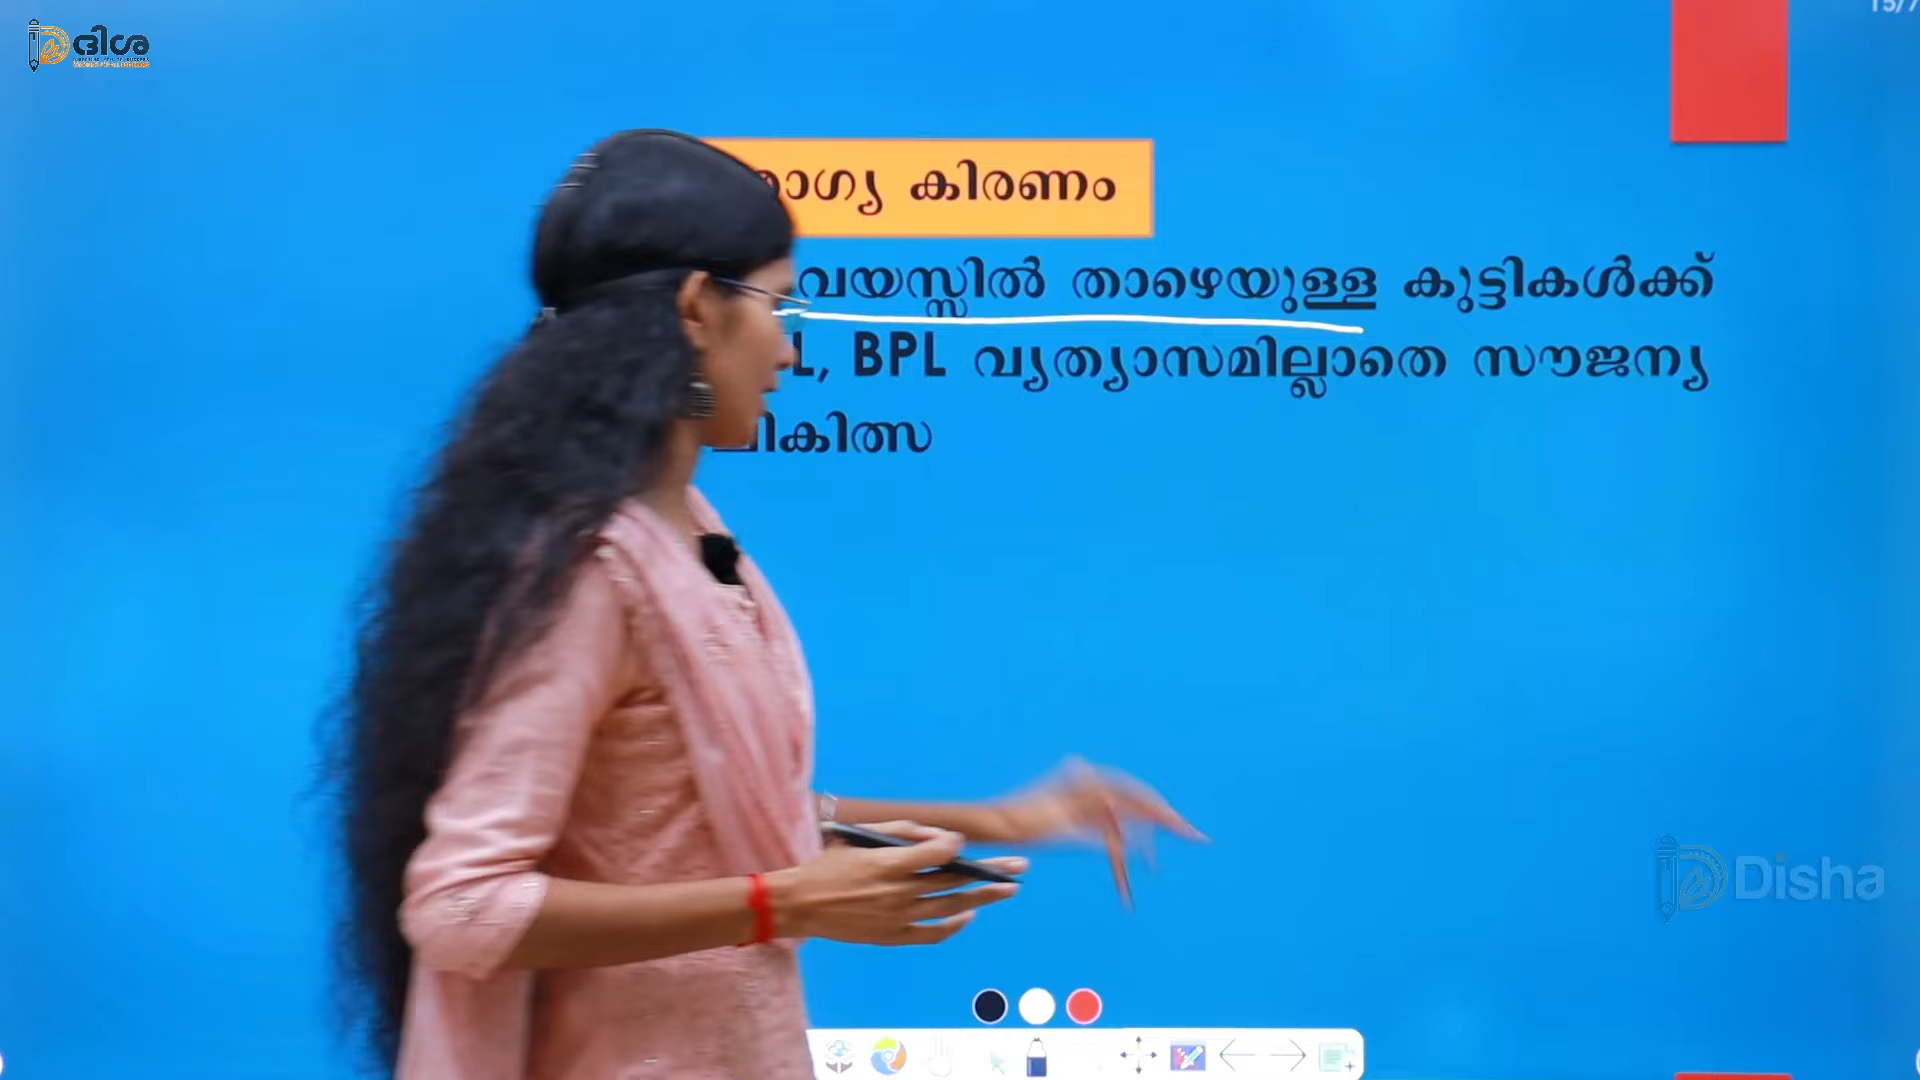 ദിശ
കിരണം
വയസ്സിൽ താഴെയുള്ള കുട്ടികൾക്ക്
BPL വ്യത്യാസമില്ലാതെ സൗജന്യ
Disha